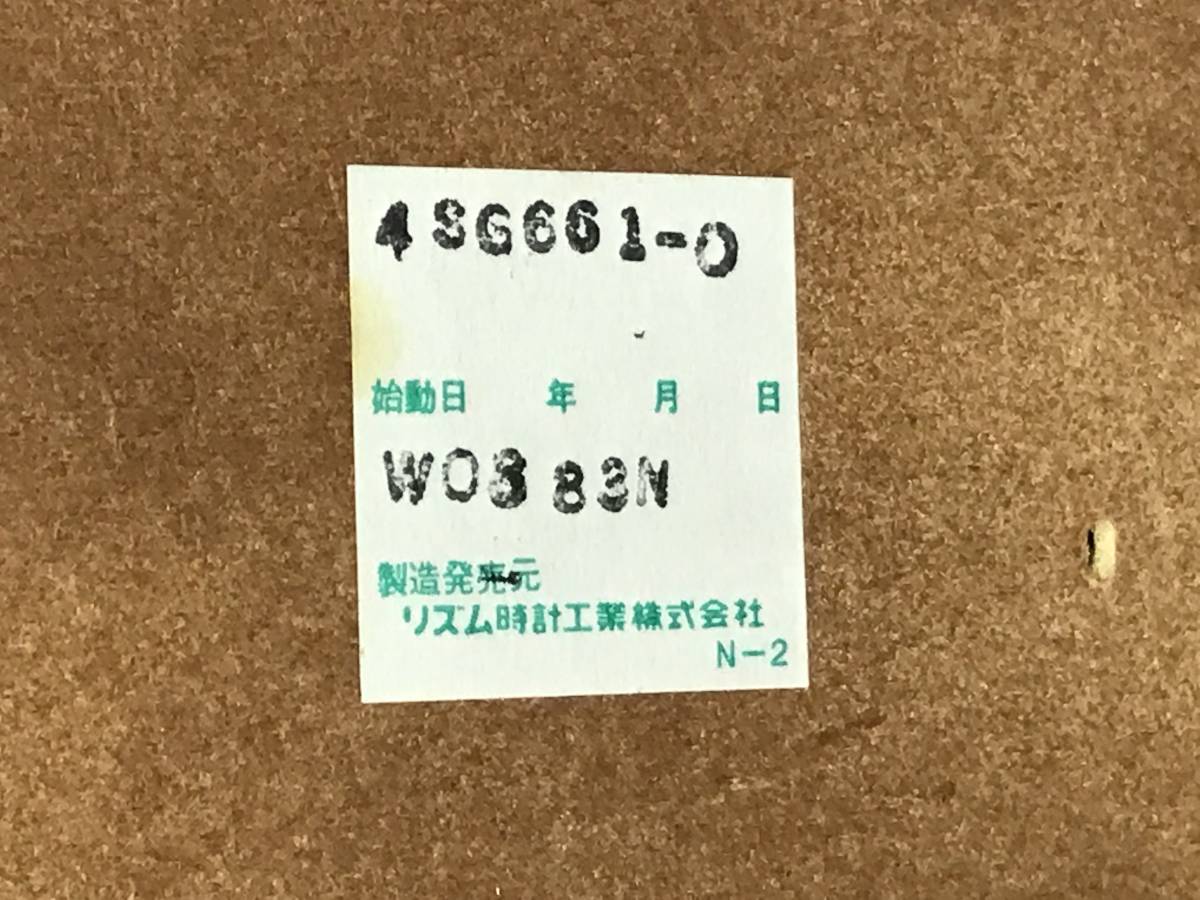 4SG661-0
始動日 年 月 日
W03 83N
製造発売元
リズム時計工業株式会社
N-2